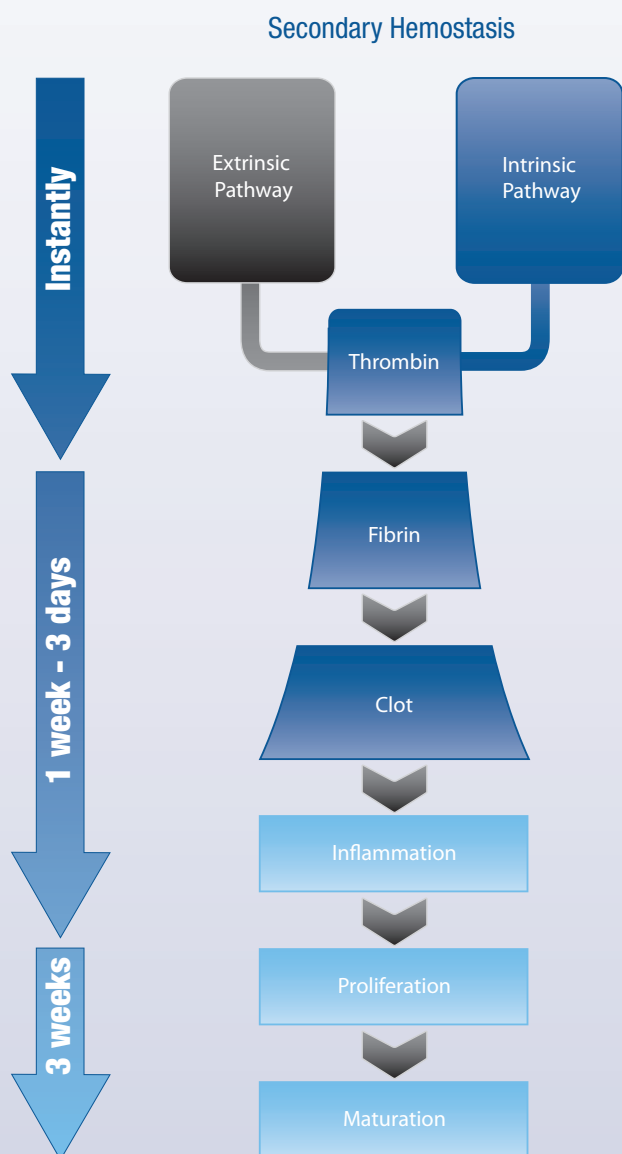 Secondary Hemostasis
Instantly
Extrinsic
Pathway
Intrinsic
Pathway
Thrombin
1 week - 3 days
Fibrin
Clot
Inflammation
3 weeks
Proliferation
Maturation